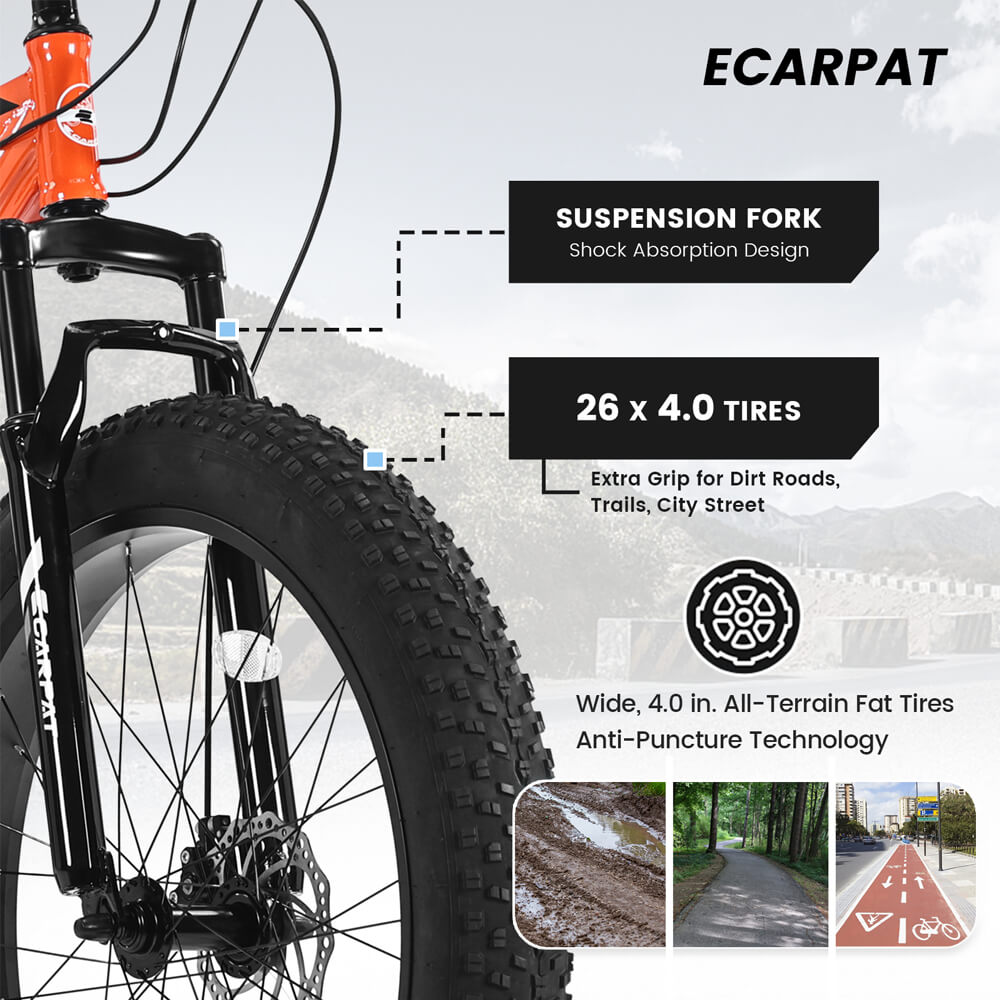 ECARPAT
SUSPENSION FORK
Shock Absorption Design
26 x 4.0 TIRES
Extra Grip for Dirt Roads,
Trails, City Street
Wide, 4.0 in. All-Terrain Fat Tires
Anti-Puncture Technology
ECARPAT